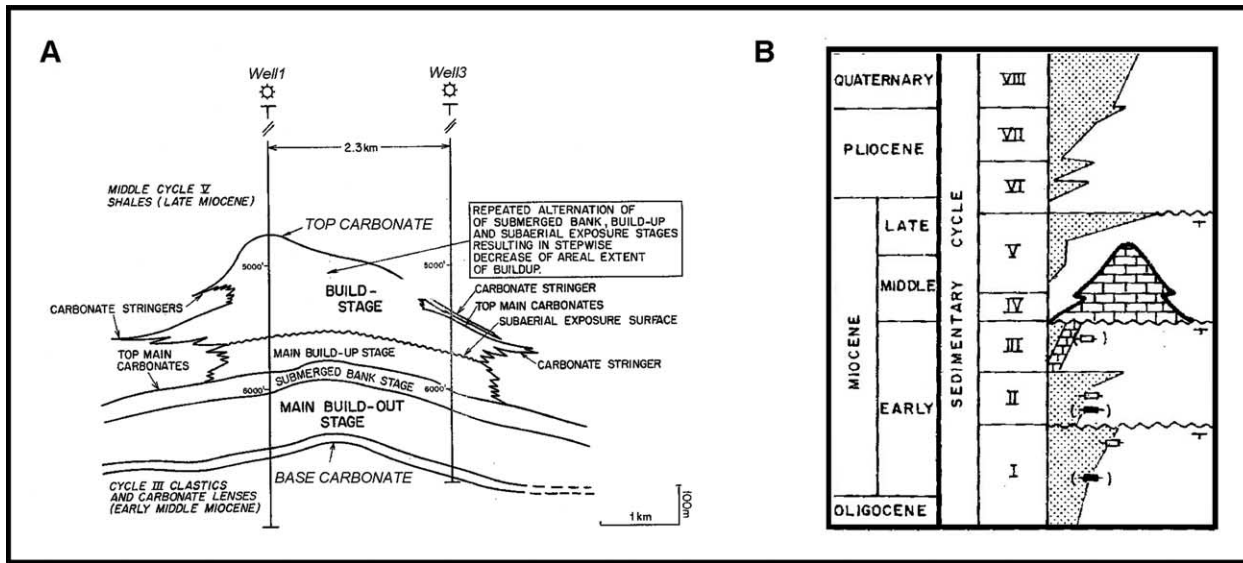 A
Well1
Well3
2.3km
MIDDLE CYCLE V
SHALES (LATE MIOCENE)
TOP CARBONATE
REPEATED ALTERNATION OF
OF SUBMERGED BANK, BUILD-UP
AND SUBAERIAL EXPOSURE STAGES
RESULTING IN STEPWISE
DECREASE OF AREAL EXTENT
OF BUILDUP.
5000'
5000'
CARBONATE STRINGERS
BUILD-
STAGE
CARBONATE STRINGER
TOP MAIN CARBONATES
SUBAERIAL EXPOSURE SURFACE
TOP MAIN
CARBONATES
MAIN BUILD-UP STAGE
CARBONATE STRINGER
SUBMERGED BANK STAGE
6000'
6000'
MAIN BUILD-OUT
STAGE
BASE CARBONATE
CYCLE III CLASTICS
AND CARBONATE LENSES
(EARLY MIDDLE MIOCENE)
1km
100m
B
QUATERNARY
PLIOCENE
MIOCENE
LATE
MIDDLE
EARLY
OLIGOCENE
SEDIMENTARY CYCLE
VIII
VII
VI
V
IV
III
II
I